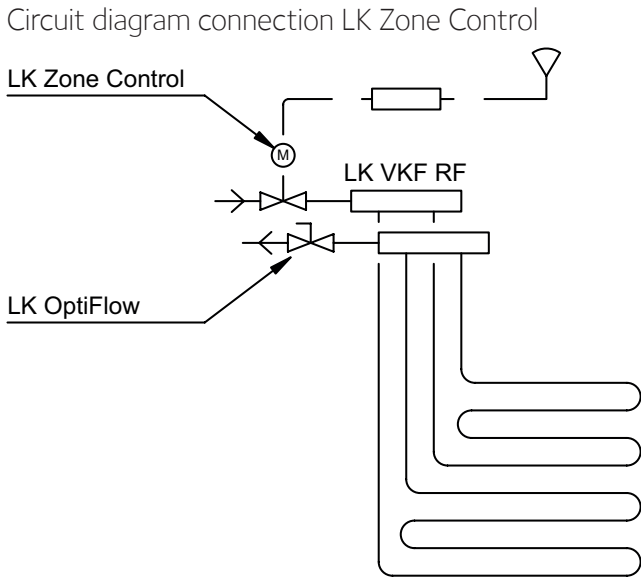 Circuit diagram connection LK Zone Control
LK Zone Control
M
LK VKF RF
LK OptiFlow